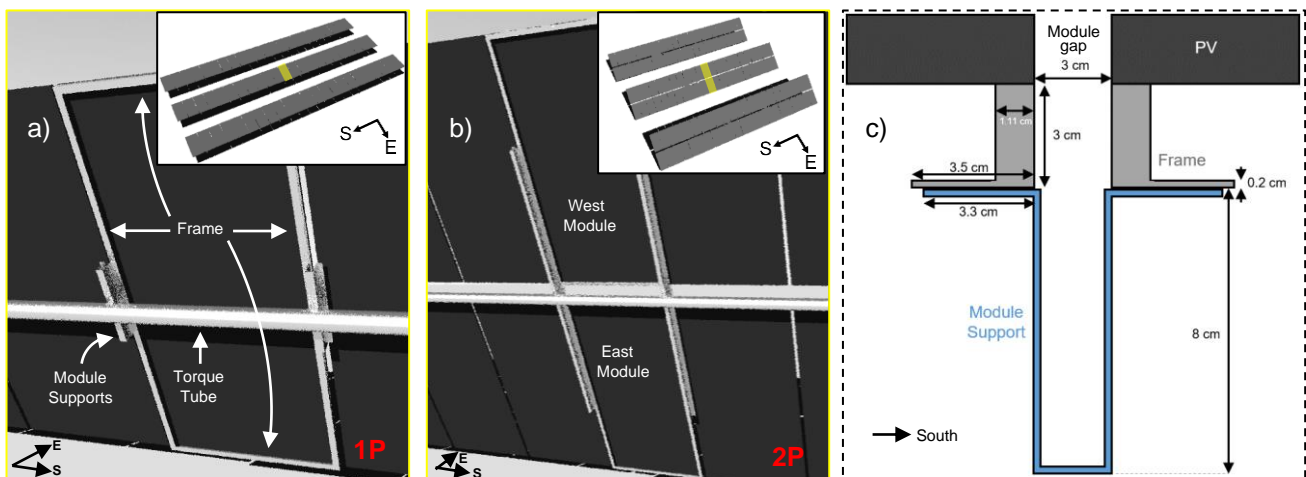 a)
S
E
Frame
Module
Supports
Torque
Tube
E
S
1P
b)
S
E
West
Module
East
Module
E
S
2P
c)
Module
gap
PV
3 cm
1.11 cm
3 cm
Frame
3.5 cm
0.2 cm
3.3 cm
Module
Support
8 cm
South